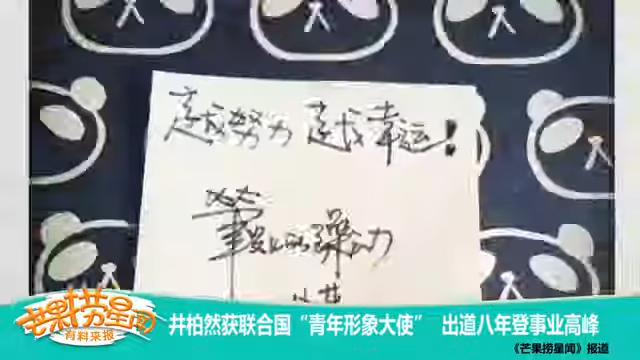 越努力 越幸运!
躁动
芒果捞星闻
有料来报
井柏然获联合国“青年形象大使” 出道八年登事业高峰
《芒果捞星闻》报道